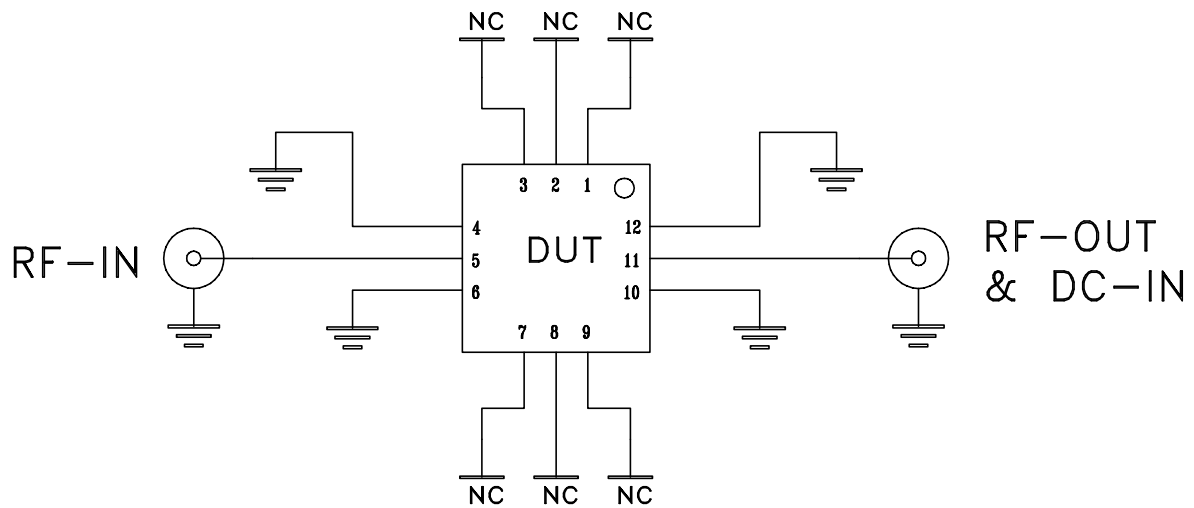 NC NC NC
3 2 1
4 12
RF-IN 5 DUT 11 RF-OUT
& DC-IN
6 10
7 8 9
NC NC NC